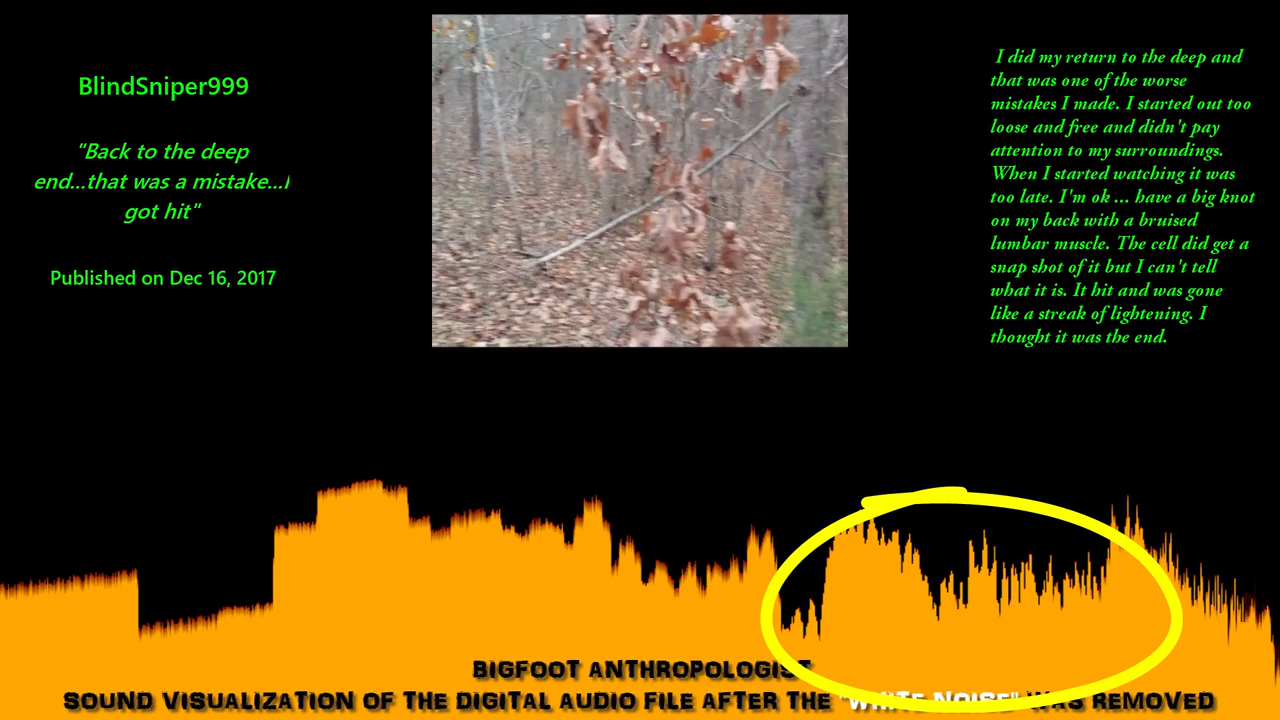 BlindSniper999
"Back to the deep
end...that was a mistake...I
got hit"
Published on Dec 16, 2017
I did my return to the deep and
that was one of the worse
mistakes I made. I started out too
loose and free and didn't pay
attention to my surroundings.
When I started watching it was
too late. I'm ok ... have a big knot
on my back with a bruised
lumbar muscle. The cell did get a
snap shot of it but I can't tell
what it is. It hit and was gone
like a streak of lightening. I
thought it was the end.
BIGFOOT ANTHROPOLOGIST
SOUND VISUALIZATION OF THE DIGITAL AUDIO FILE AFTER THE "WHITE NOISE" WAS REMOVED